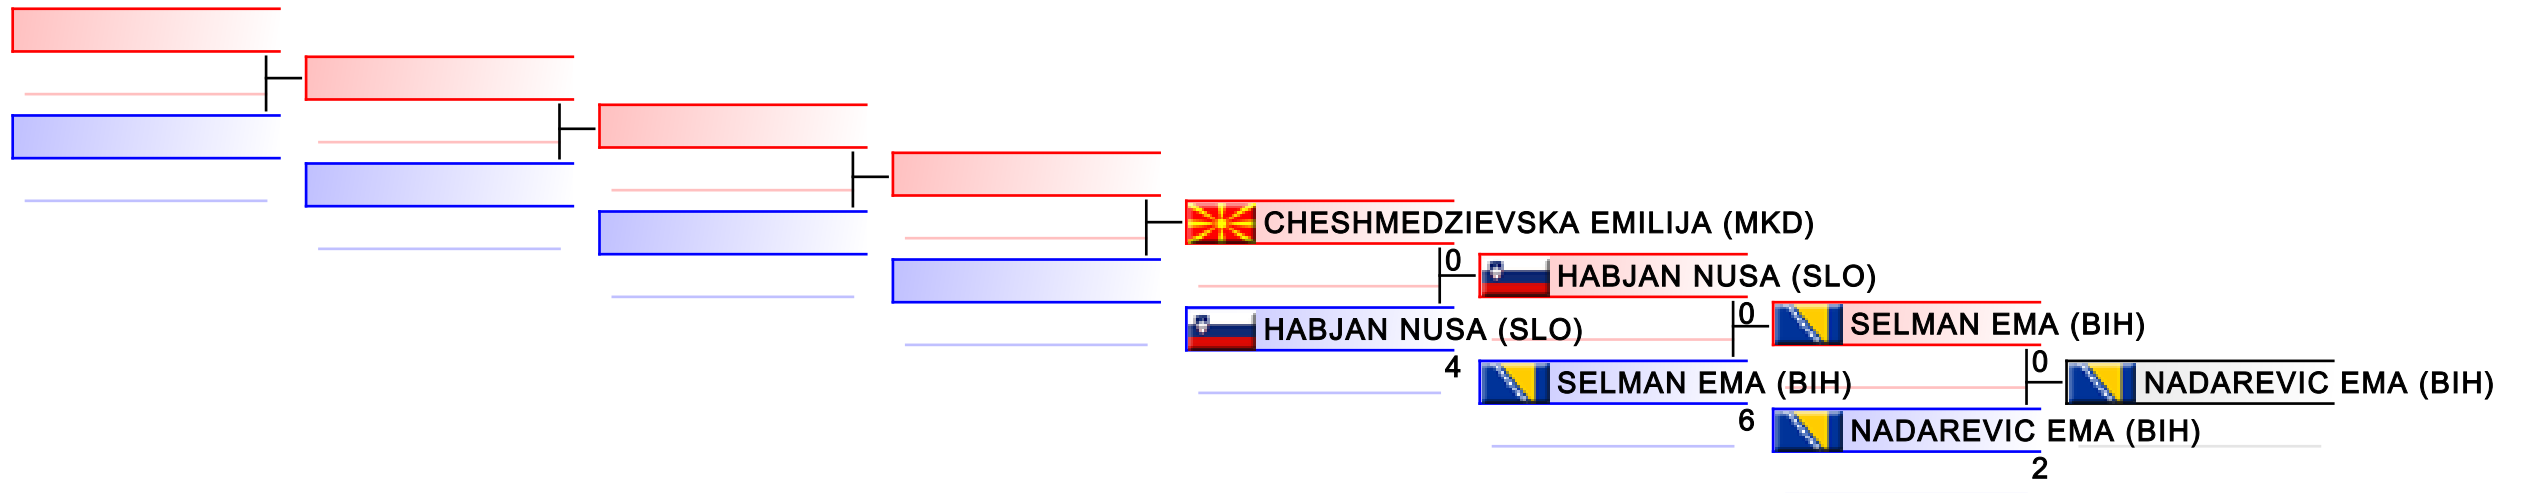 CHESHMEDZIEVSKA EMILIJA (MKD)
0
HABJAN NUSA (SLO)
HABJAN NUSA (SLO)
4
0
SELMAN EMA (BIH)
SELMAN EMA (BIH)
6
0
NADAREVIC EMA (BIH)
NADAREVIC EMA (BIH)
2